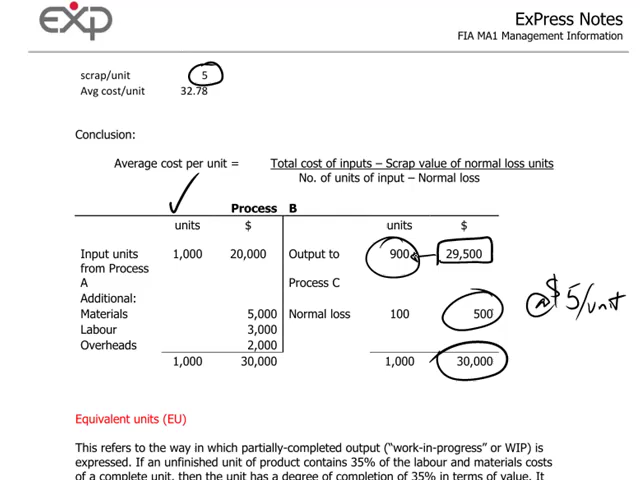 exp
ExPress Notes
FIA MA1 Management Information
scrap/unit 5
Avg cost/unit 32.78
Conclusion:
Average cost per unit = Total cost of inputs – Scrap value of normal loss units
No. of units of input – Normal loss
Process B
units $ units $
Input units 1,000 20,000 Output to 900 29,500
from Process
A Process C
Additional:
Materials 5,000 Normal loss 100 500
Labour 3,000
Overheads 2,000
1,000 30,000 1,000 30,000
@ $5/unit
Equivalent units (EU)
This refers to the way in which partially-completed output ("work-in-progress" or WIP) is
expressed. If an unfinished unit of product contains 35% of the labour and materials costs
of a complete unit, then the unit has a degree of completion of 35% in terms of value. It